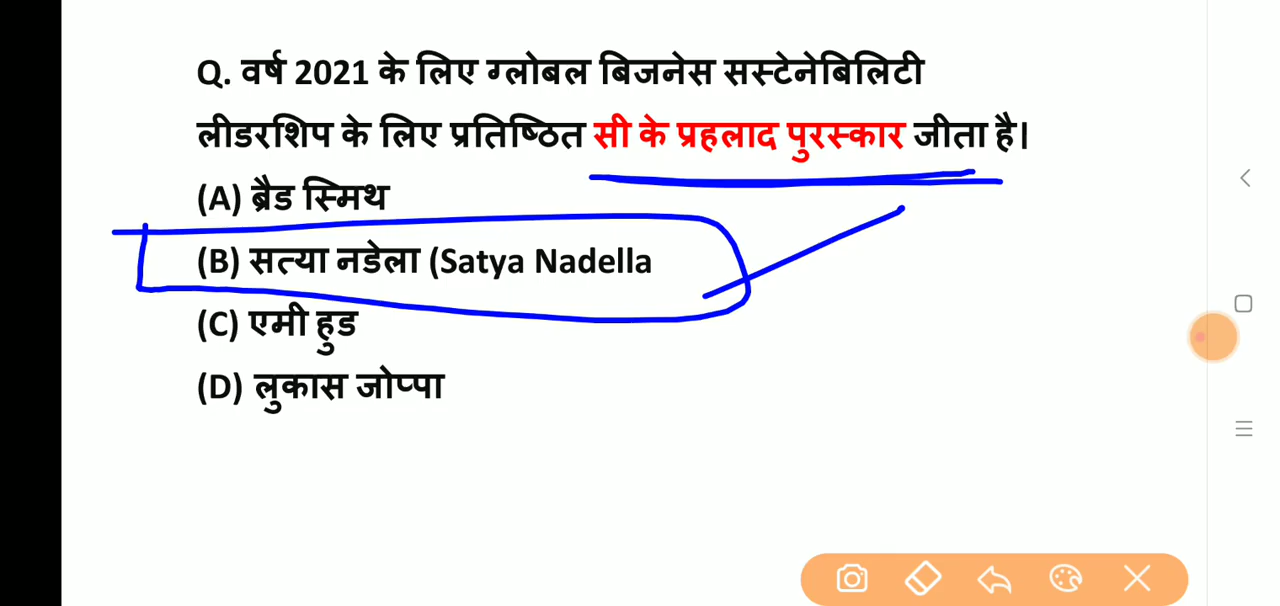 Q. वर्ष 2021 के लिए ग्लोबल बिजनेस सस्टेनेबिलिटी
लीडरशिप के लिए प्रतिष्ठित सी के प्रहलाद पुरस्कार जीता है।
(A) ब्रैड स्मिथ
(B) सत्या नडेला (Satya Nadella
(C) एमी हुड
(D) लुकास जोप्पा